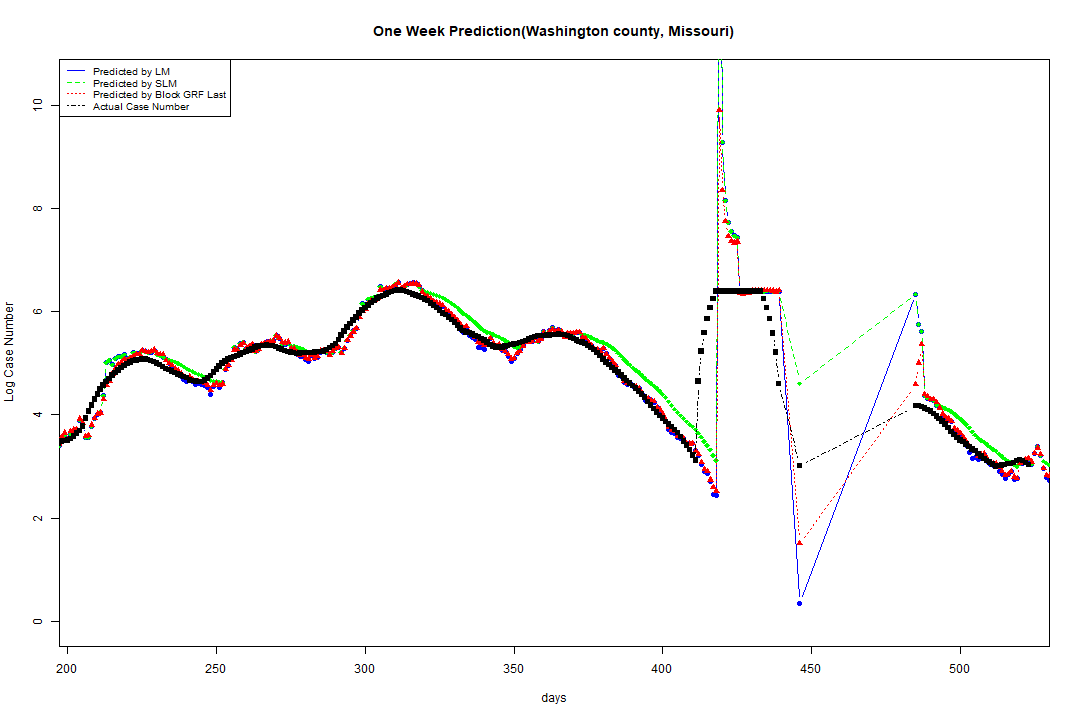 One Week Prediction(Washington county, Missouri)
Predicted by LM
Predicted by SLM
Predicted by Block GRF Last
Actual Case Number
Log Case Number
10
8
6
4
2
0
200 250 300 350 400 450 500
days